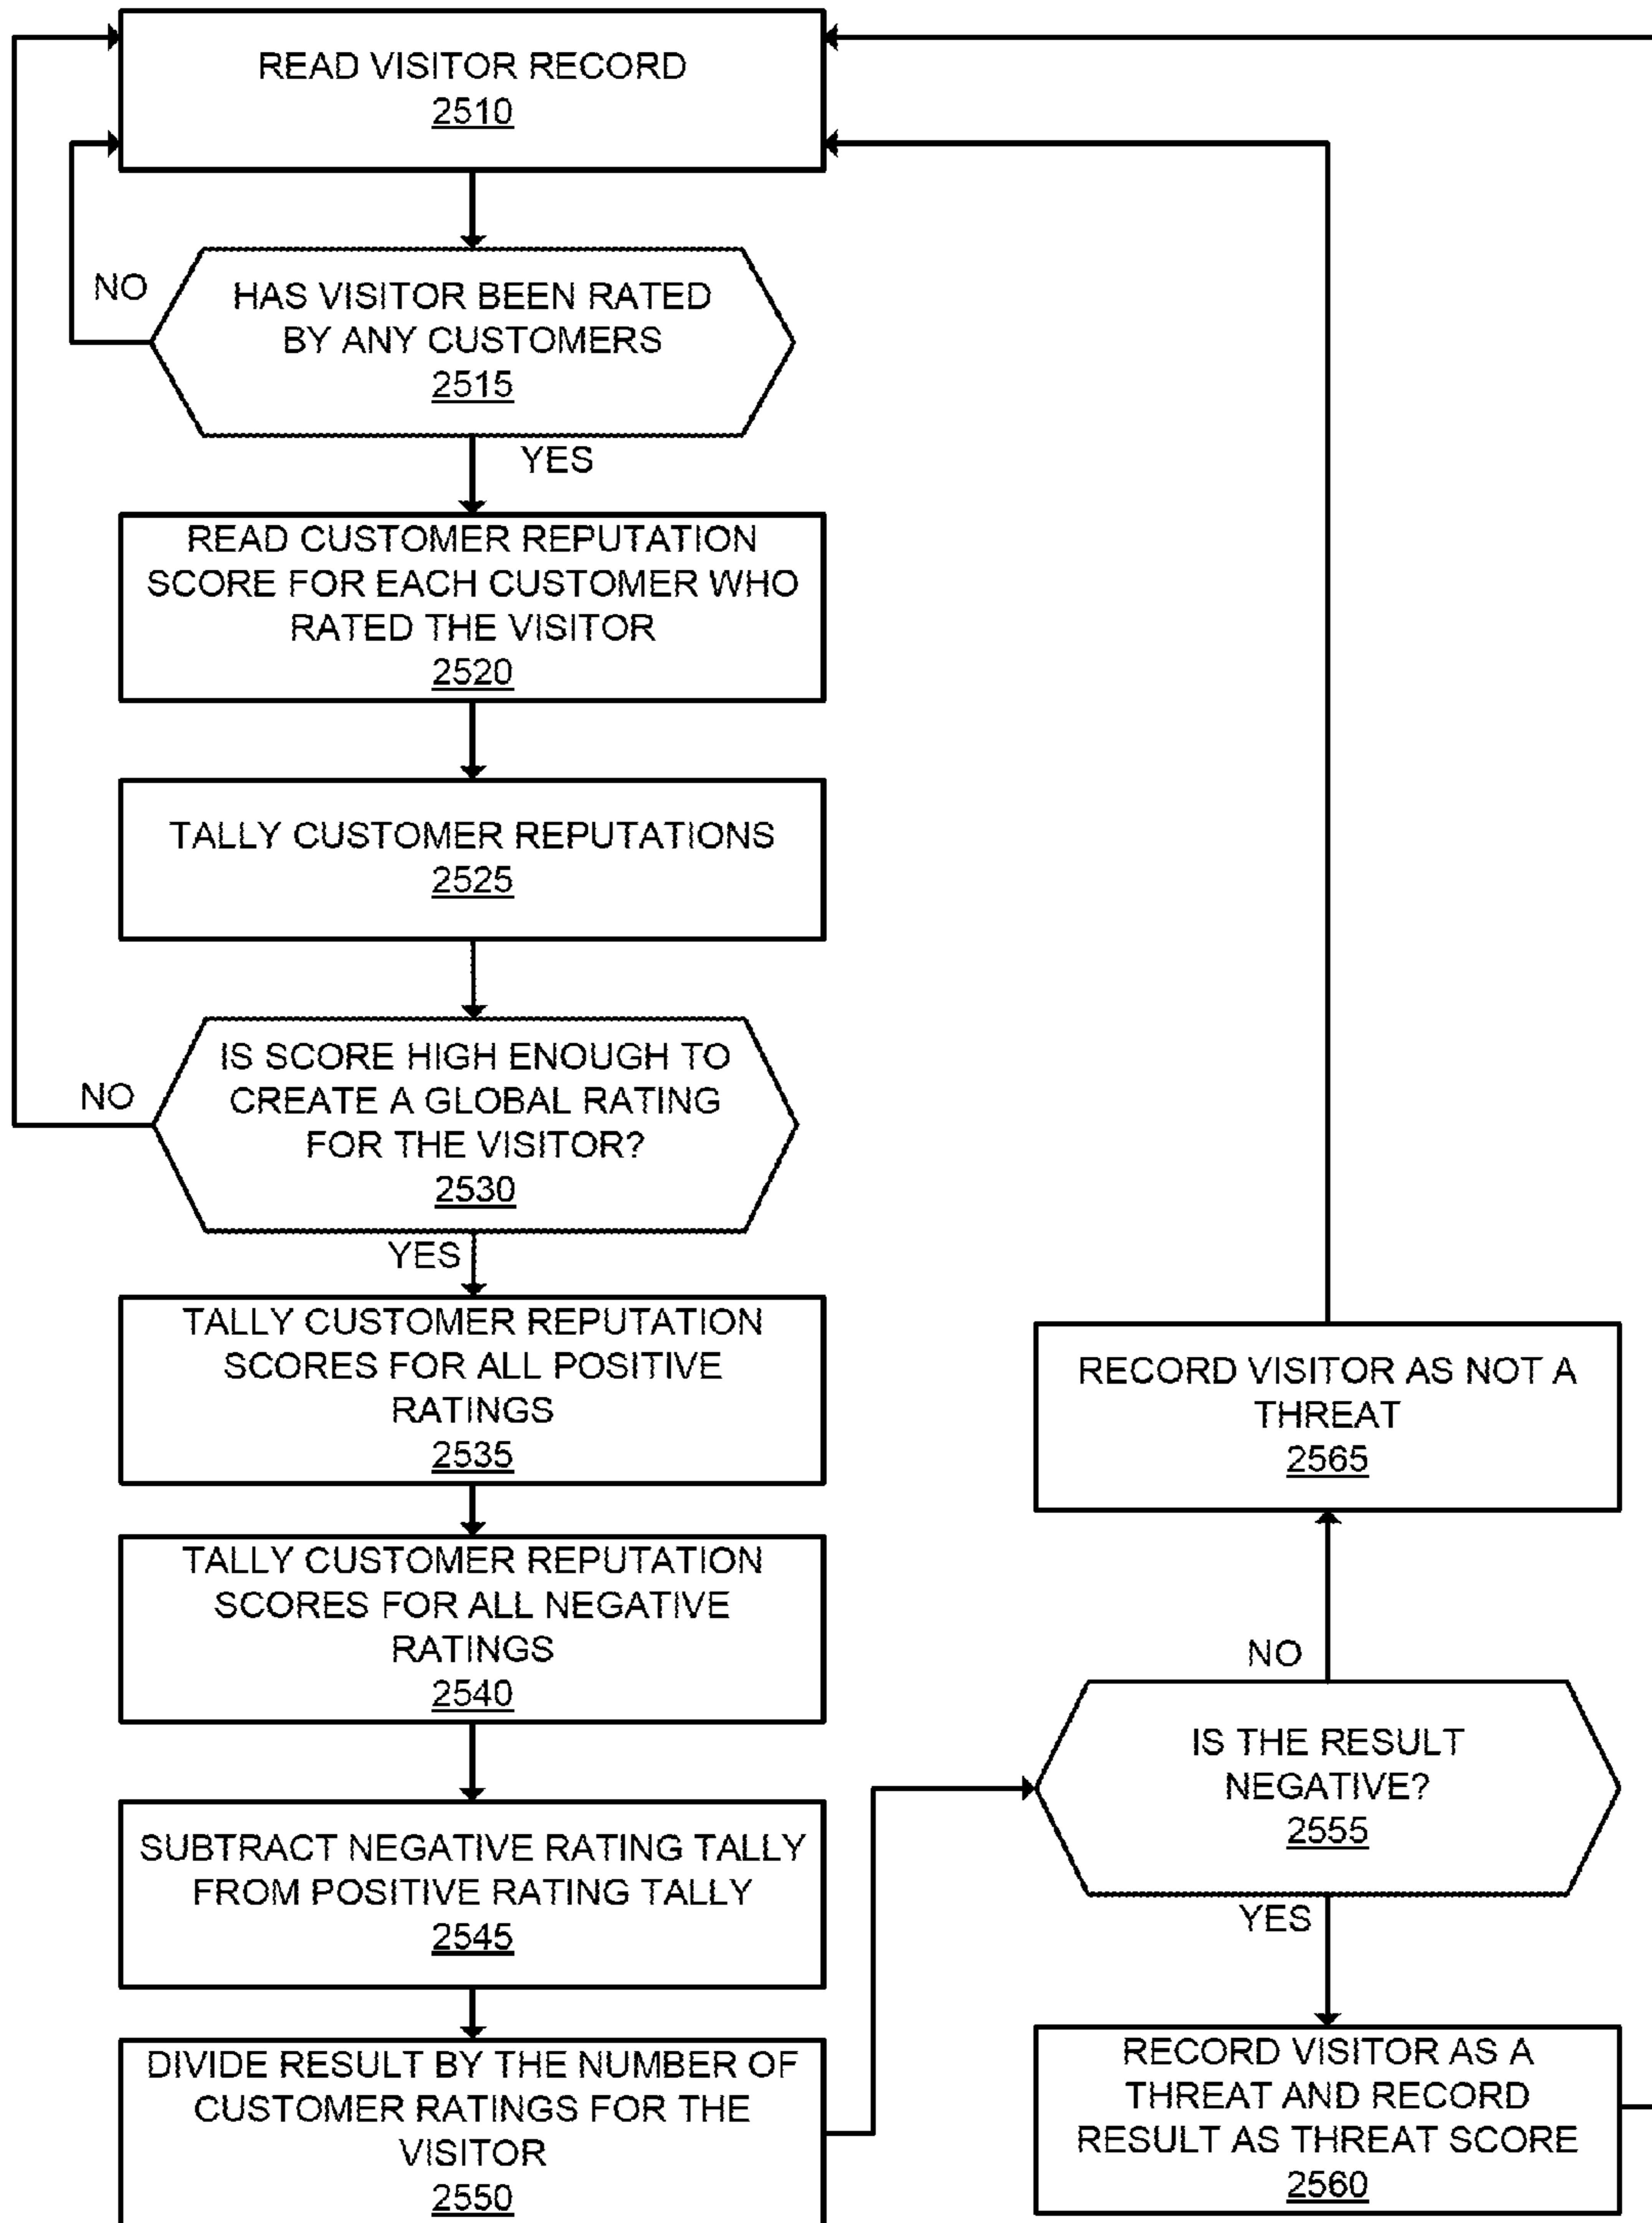 READ VISITOR RECORD
2510
NO
HAS VISITOR BEEN RATED
BY ANY CUSTOMERS
2515
YES
READ CUSTOMER REPUTATION
SCORE FOR EACH CUSTOMER WHO
RATED THE VISITOR
2520
TALLY CUSTOMER REPUTATIONS
2525
NO
IS SCORE HIGH ENOUGH TO
CREATE A GLOBAL RATING
FOR THE VISITOR?
2530
YES
TALLY CUSTOMER REPUTATION
SCORES FOR ALL POSITIVE
RATINGS
2535
TALLY CUSTOMER REPUTATION
SCORES FOR ALL NEGATIVE
RATINGS
2540
SUBTRACT NEGATIVE RATING TALLY
FROM POSITIVE RATING TALLY
2545
DIVIDE RESULT BY THE NUMBER OF
CUSTOMER RATINGS FOR THE
VISITOR
2550
RECORD VISITOR AS NOT A
THREAT
2565
NO
IS THE RESULT
NEGATIVE?
2555
YES
RECORD VISITOR AS A
THREAT AND RECORD
RESULT AS THREAT SCORE
2560